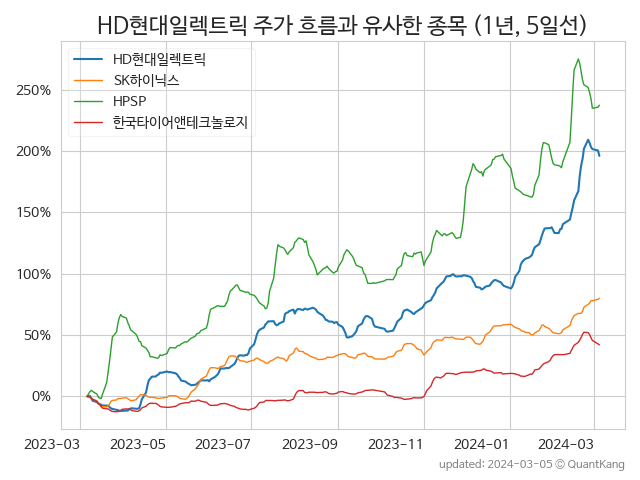 HD현대일렉트릭 주가 흐름과 유사한 종목 (1년, 5일선)
HD현대일렉트릭
SK하이닉스
HPSP
한국타이어앤테크놀로지
250%
200%
150%
100%
50%
0%
2023-03 2023-05 2023-07 2023-09 2023-11 2024-01 2024-03
updated: 2024-03-05 © QuantKang